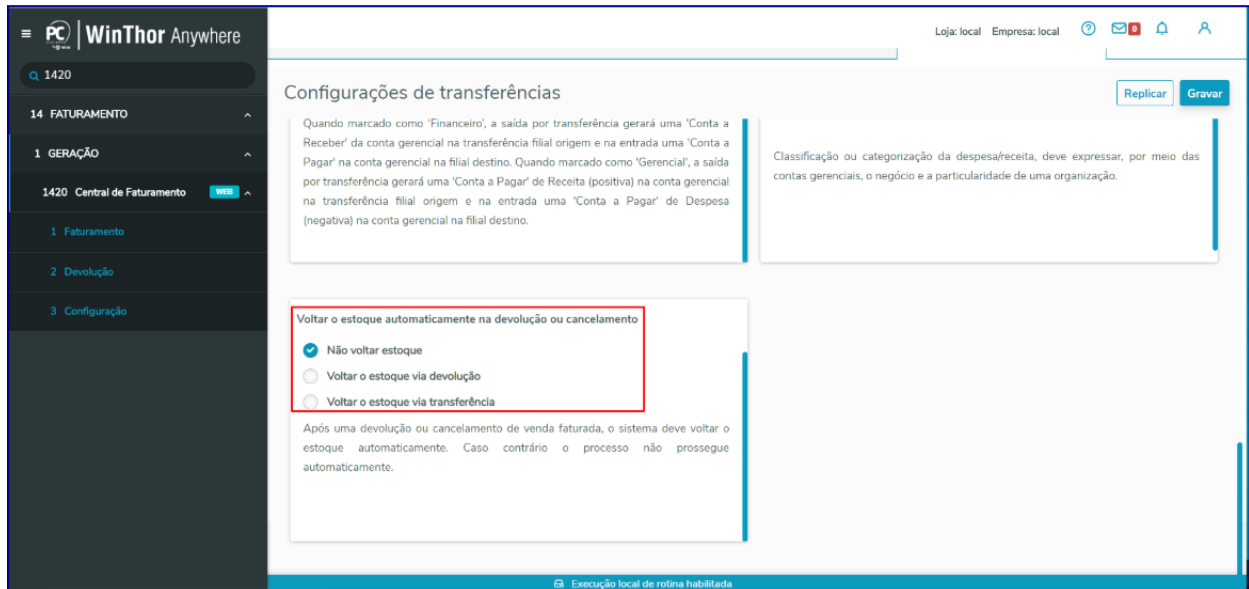 ≡ PC | WinThor Anywhere
Loja: local Empresa: local
0
1420
14 FATURAMENTO
1 GERAÇÃO
1420 Central de Faturamento WEB
1 Faturamento
2 Devolução
3 Configuração
Configurações de transferências
Replicar
Gravar
Quando marcado como 'Financeiro', a saída por transferência gerará uma 'Conta a
Receber' da conta gerencial na transferência filial origem e na entrada uma 'Conta a
Pagar' na conta gerencial na filial destino. Quando marcado como 'Gerencial', a saída
por transferência gerará uma 'Conta a Pagar' de Receita (positiva) na conta gerencial
na transferência filial origem e na entrada uma 'Conta a Pagar' de Despesa
(negativa) na conta gerencial na filial destino.
Classificação ou categorização da despesa/receita, deve expressar, por meio das
contas gerenciais, o negócio e a particularidade de uma organização.
Voltar o estoque automaticamente na devolução ou cancelamento
Não voltar estoque
Voltar o estoque via devolução
Voltar o estoque via transferência
Após uma devolução ou cancelamento de venda faturada, o sistema deve voltar o
estoque automaticamente. Caso contrário o processo não prossegue
automaticamente.
Execução local de rotina habilitada